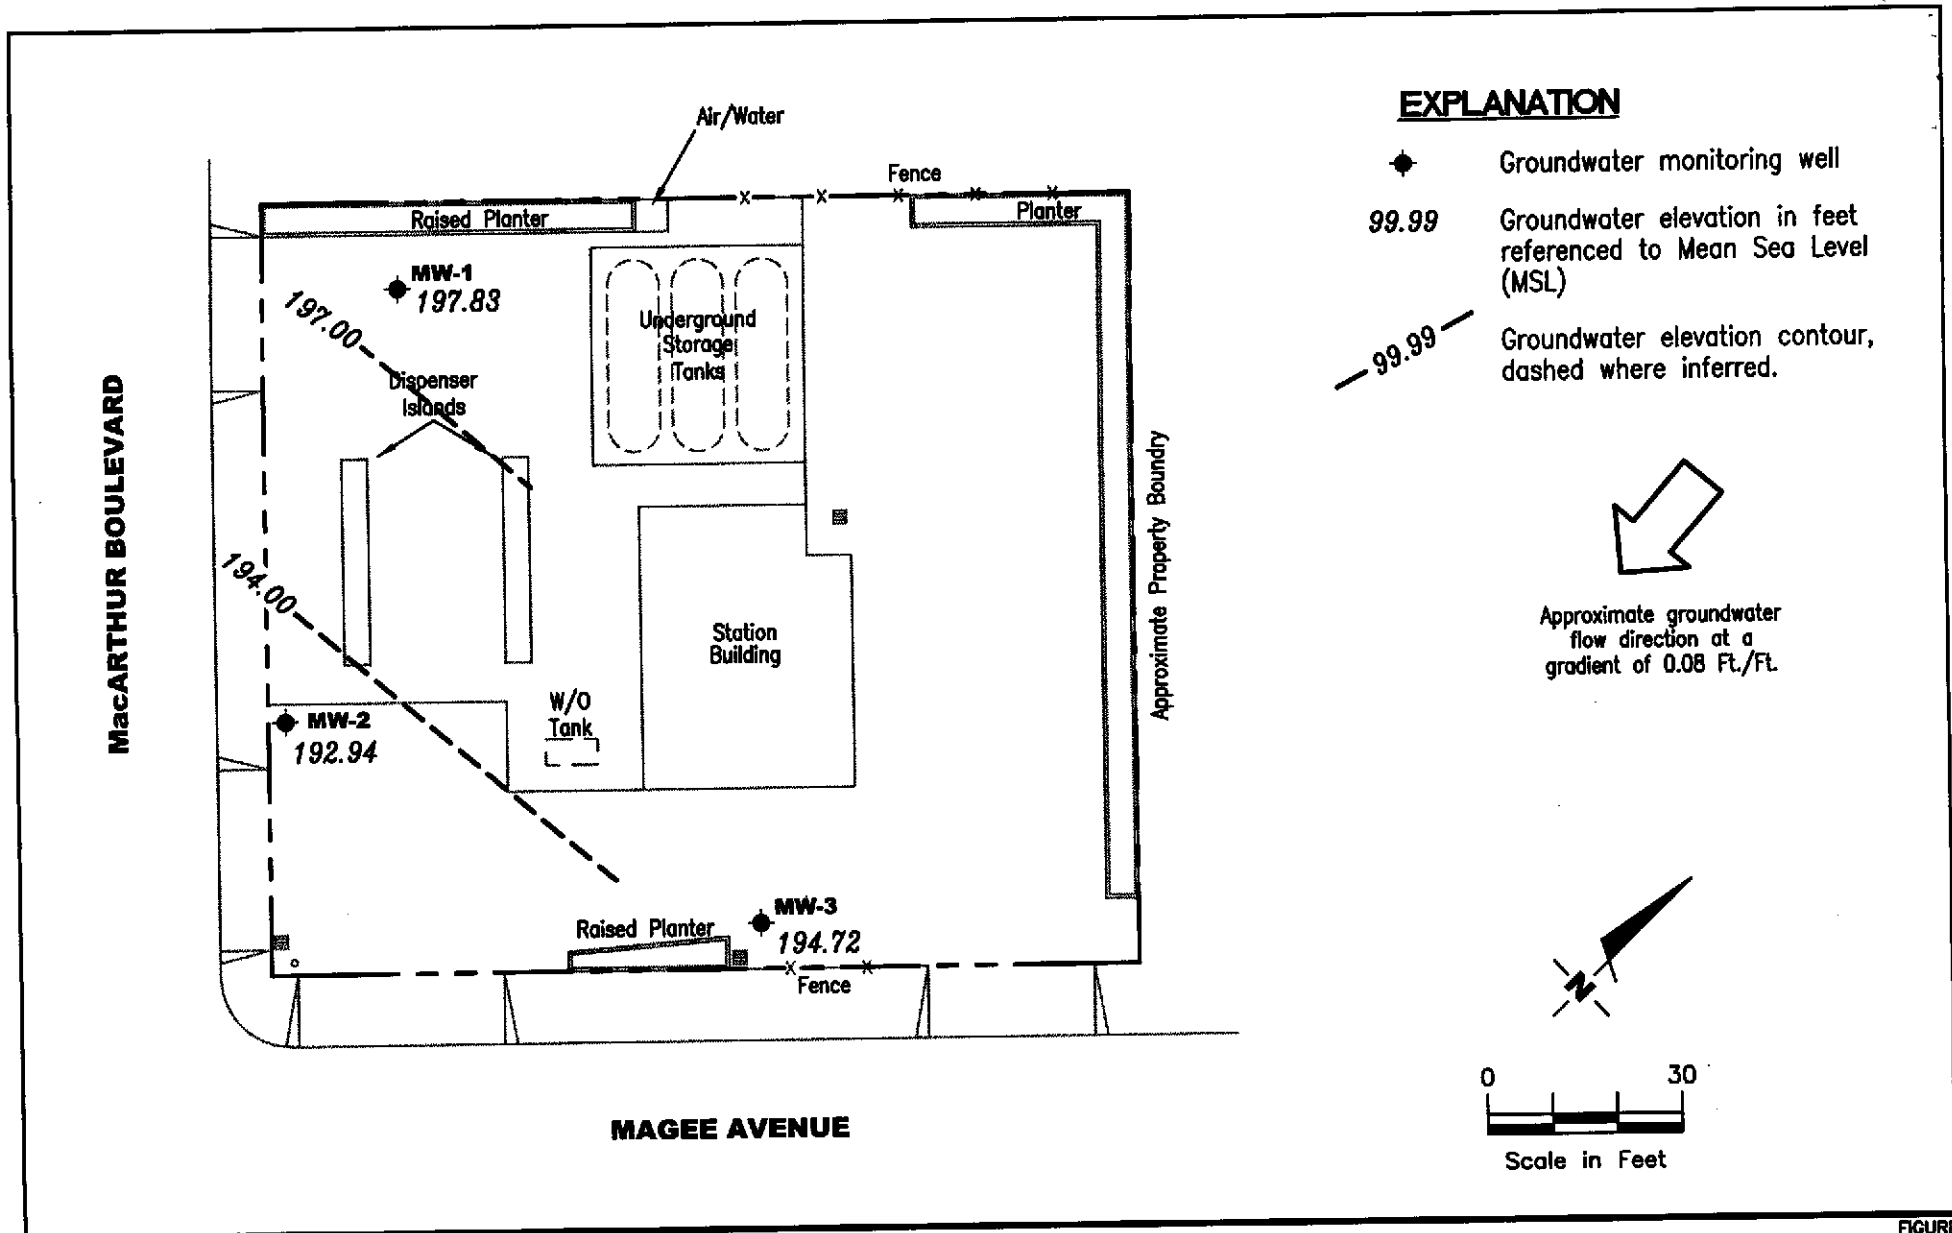 EXPLANATION
Groundwater monitoring well
99.99
Groundwater elevation in feet
referenced to Mean Sea Level
(MSL)
99.99
Groundwater elevation contour,
dashed where inferred.
Approximate groundwater
flow direction at a
gradient of 0.08 Ft./Ft.
N
0 30
Scale in Feet
Air/Water
Fence
Raised Planter
Planter
MW-1
197.83
197.00
Underground
Storage
Tanks
Dispenser
Islands
MacARTHUR BOULEVARD
Approximate Property Boundry
194.00
Station
Building
W/O
Tank
MW-2
192.94
MW-3
194.72
Raised Planter
Fence
MAGEE AVENUE
FIGURE